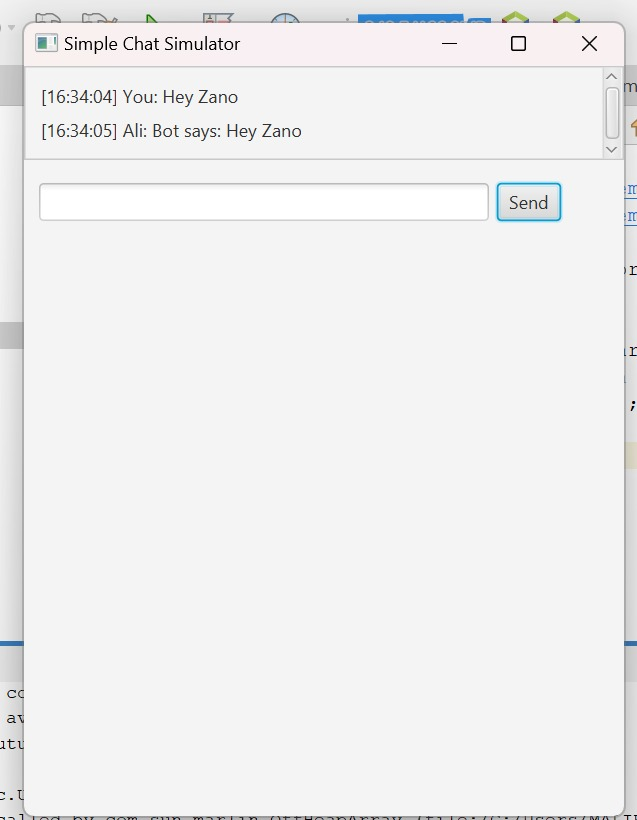 Simple Chat Simulator
[16:34:04] You: Hey Zano
[16:34:05] Ali: Bot says: Hey Zano
Send